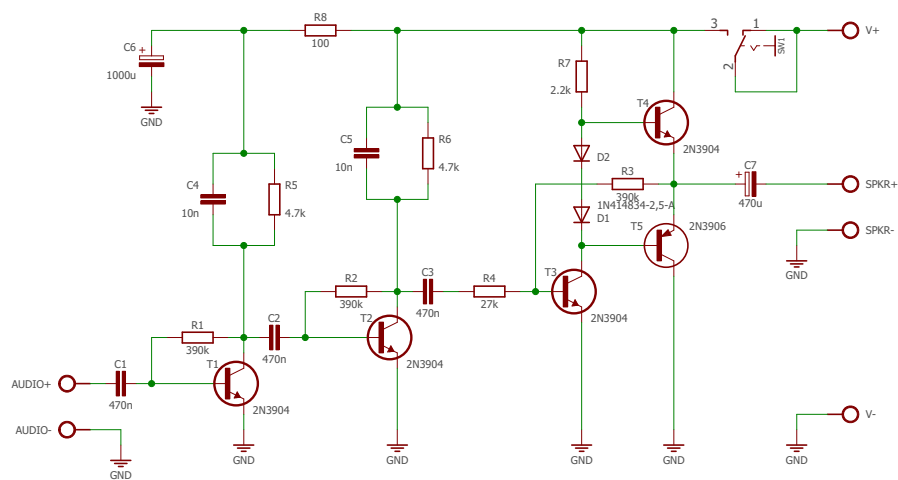 R8
100
C6
+
1000u
GND
3
1
2
SW1
V+
R7
2.2k
T4
2N3904
C5
10n
R6
4.7k
D2
C4
10n
R5
4.7k
R3
390k
1N414834-2,5-A
D1
C7
+
470u
SPKR+
T5
2N3906
SPKR-
GND
R2
390k
C3
470n
R4
27k
T3
2N3904
R1
390k
C2
470n
T2
2N3904
AUDIO+
C1
470n
T1
2N3904
AUDIO-
V-
GND
GND
GND
GND
GND
GND